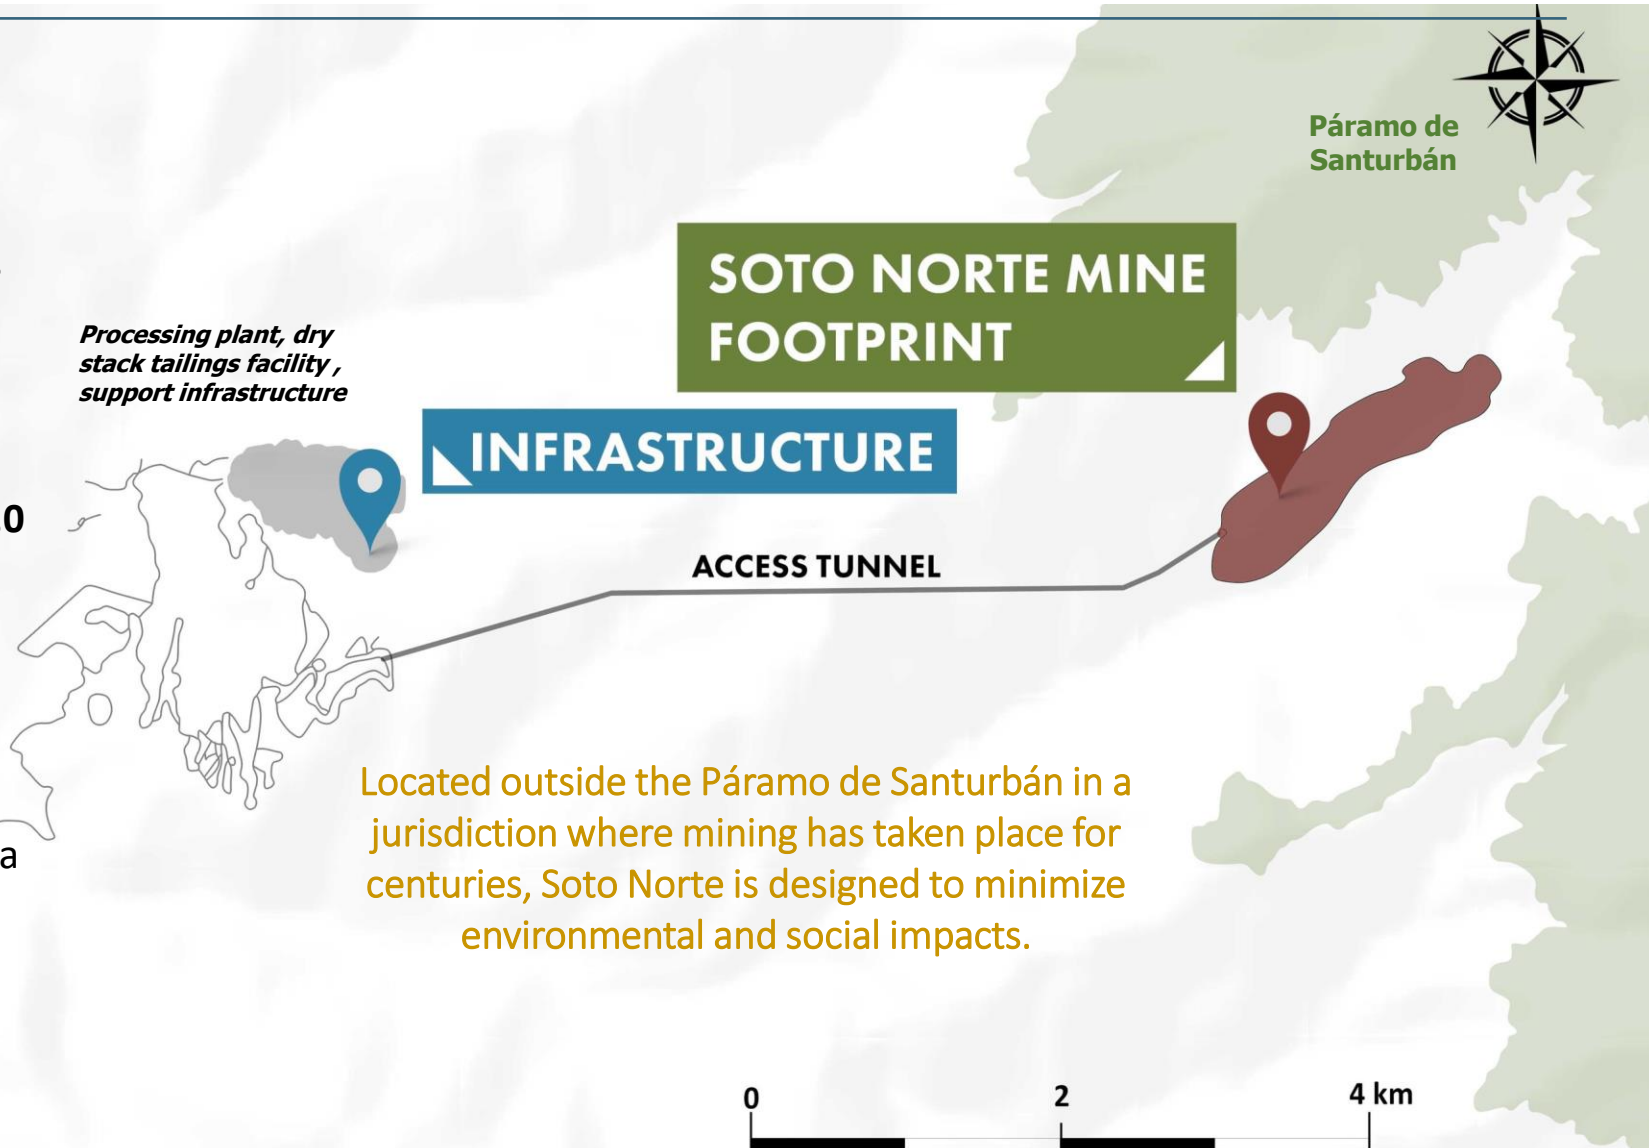 Páramo de
Santurbán
SOTO NORTE MINE
FOOTPRINT
Processing plant, dry
stack tailings facility ,
support infrastructure
INFRASTRUCTURE
0
ACCESS TUNNEL
a
Located outside the Páramo de Santurbán in a
jurisdiction where mining has taken place for
centuries, Soto Norte is designed to minimize
environmental and social impacts.
0 2 4 km